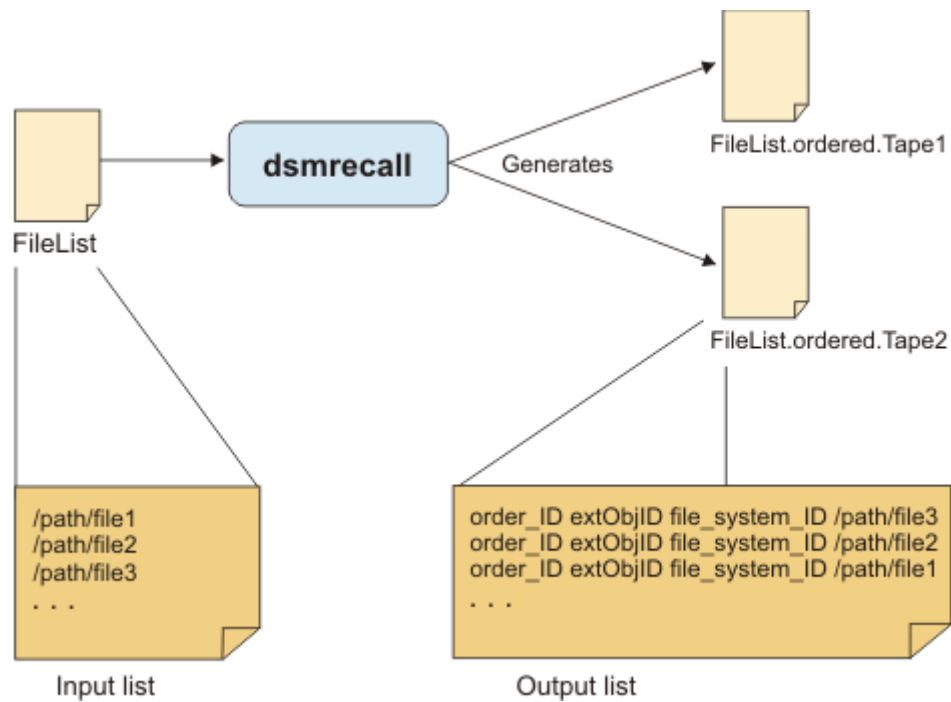 FileList.ordered.Tape1
dsmrecall
Generates
FileList
FileList.ordered.Tape2
/path/file1
/path/file2
/path/file3
. . .
Input list
order_ID extObjID file_system_ID /path/file3
order_ID extObjID file_system_ID /path/file2
order_ID extObjID file_system_ID /path/file1
. . .
Output list